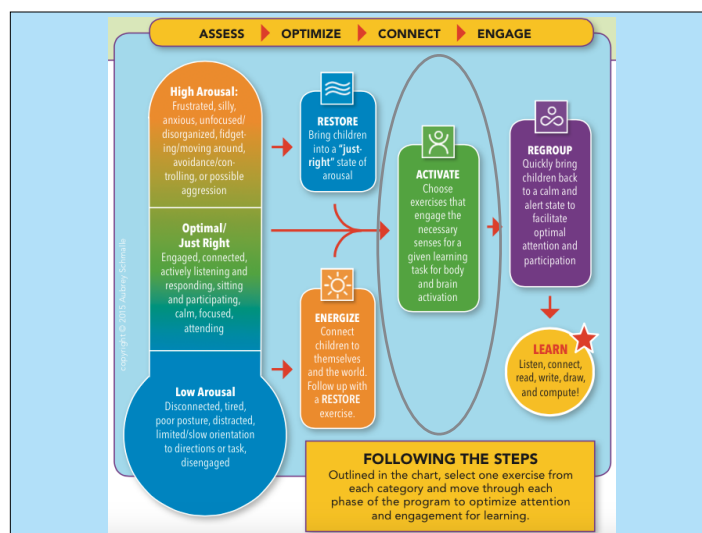 ASSESS OPTIMIZE CONNECT ENGAGE
High Arousal:
Frustrated, silly,
anxious, unfocused/
disorganized, fidget-
ing/moving around,
avoidance/con-
trolling, or possible
aggression
Optimal/
Just Right
Engaged, connected,
actively listening and
responding, sitting
and participating,
calm, focused,
attending
Low Arousal
Disconnected, tired,
poor posture, distracted,
limited/slow orientation
to directions or task,
disengaged
copyright © 2015 Aubrey Schmalle
RESTORE
Bring children
into a "just-
right" state of
arousal
ENERGIZE
Connect
children to
themselves
and the world.
Follow up with
a RESTORE
exercise.
ACTIVATE
Choose
exercises that
engage the
necessary
senses for a
given learning
task for body
and brain
activation
REGROUP
Quickly bring
children back
to a calm and
alert state to
facilitate
optimal
attention and
participation
LEARN
Listen, connect,
read, write, draw,
and compute!
FOLLOWING THE STEPS
Outlined in the chart, select one exercise from
each category and move through each
phase of the program to optimize attention
and engagement for learning.